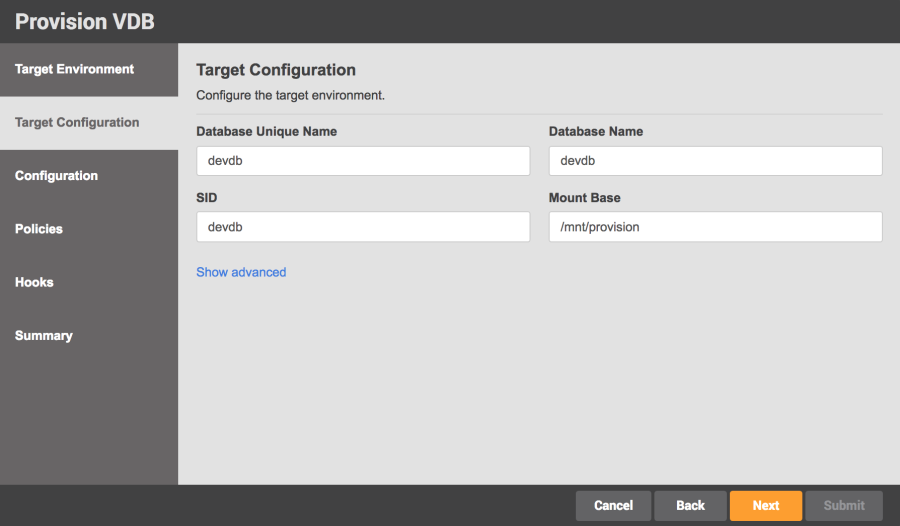 Provision VDB
Target Environment
Target Configuration
Configuration
Policies
Hooks
Summary
Target Configuration
Configure the target environment.
Database Unique Name
devdb
Database Name
devdb
SID
devdb
Mount Base
/mnt/provision
Show advanced
Cancel
Back
Next
Submit